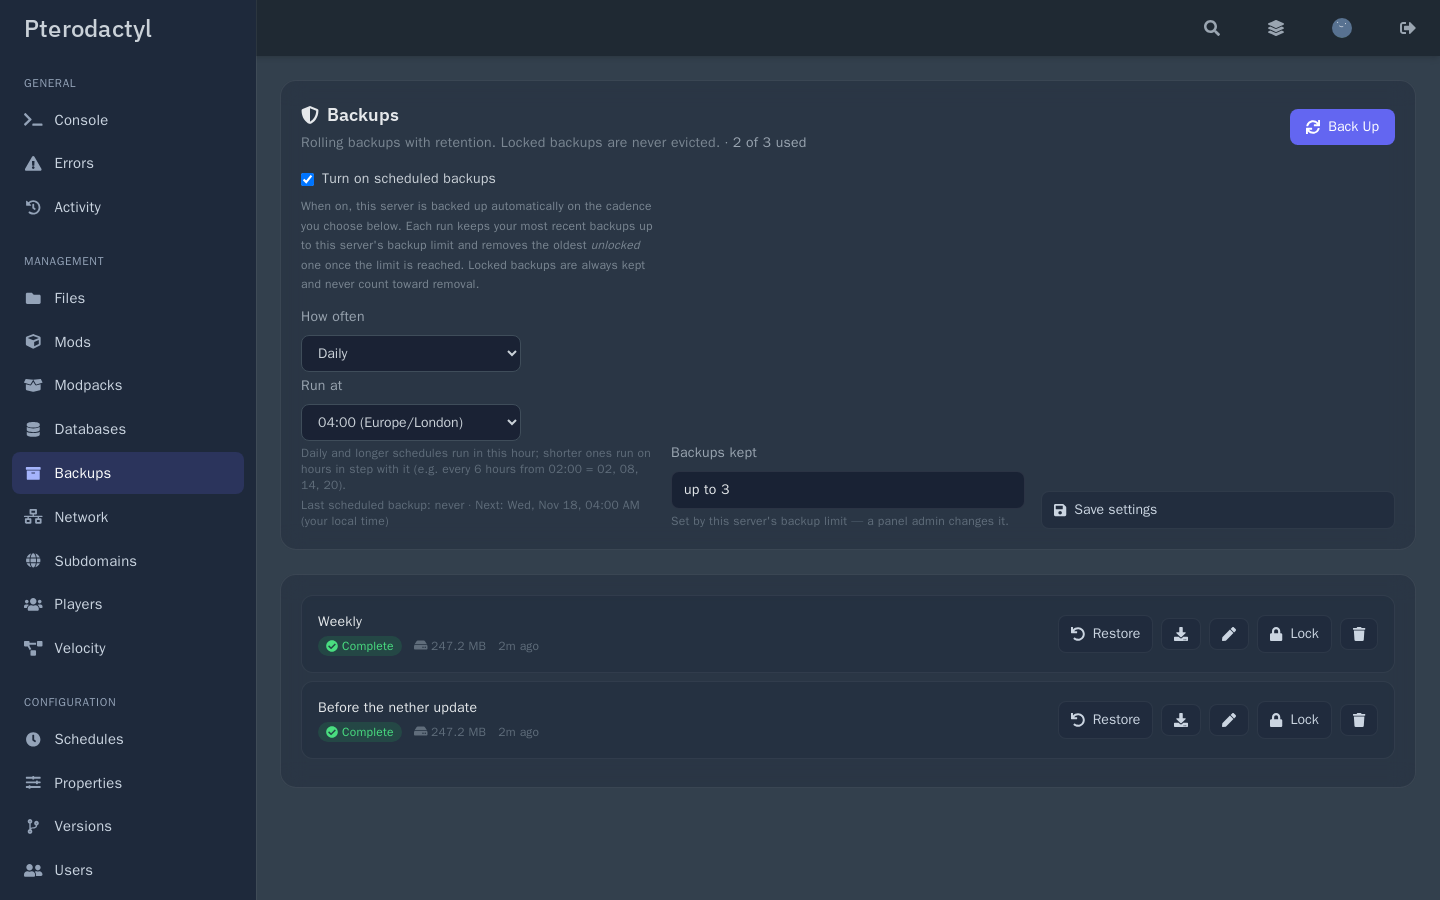 Pterodactyl
GENERAL
Console
Errors
Activity
MANAGEMENT
Files
Mods
Modpacks
Databases
Backups
Network
Subdomains
Players
Velocity
CONFIGURATION
Schedules
Properties
Versions
Users
Backups
Rolling backups with retention. Locked backups are never evicted. · 2 of 3 used
Back Up
Turn on scheduled backups
When on, this server is backed up automatically on the cadence
you choose below. Each run keeps your most recent backups up
to this server's backup limit and removes the oldest unlocked
one once the limit is reached. Locked backups are always kept
and never count toward removal.
How often
Daily
Run at
04:00 (Europe/London)
Daily and longer schedules run in this hour; shorter ones run on
hours in step with it (e.g. every 6 hours from 02:00 = 02, 08,
14, 20).
Last scheduled backup: never · Next: Wed, Nov 18, 04:00 AM
(your local time)
Backups kept
up to 3
Set by this server's backup limit — a panel admin changes it.
Save settings
Weekly
Complete 247.2 MB 2m ago
Restore
Lock
Before the nether update
Complete 247.2 MB 2m ago
Restore
Lock